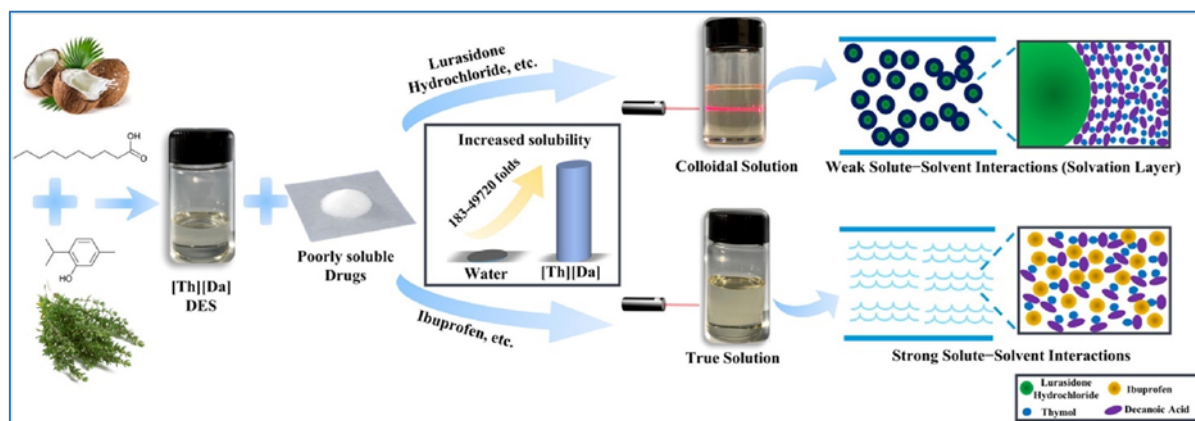 OH
O
HO
[Th][Da]
DES
Poorly soluble
Drugs
Lurasidone
Hydrochloride, etc.
Increased solubility
183-49720 folds
Water
[Th][Da]
Ibuprofen, etc.
Colloidal Solution
Weak Solute−Solvent Interactions (Solvation Layer)
True Solution
Strong Solute−Solvent Interactions
Lurasidone
Hydrochloride
Ibuprofen
Thymol
Decanoic Acid